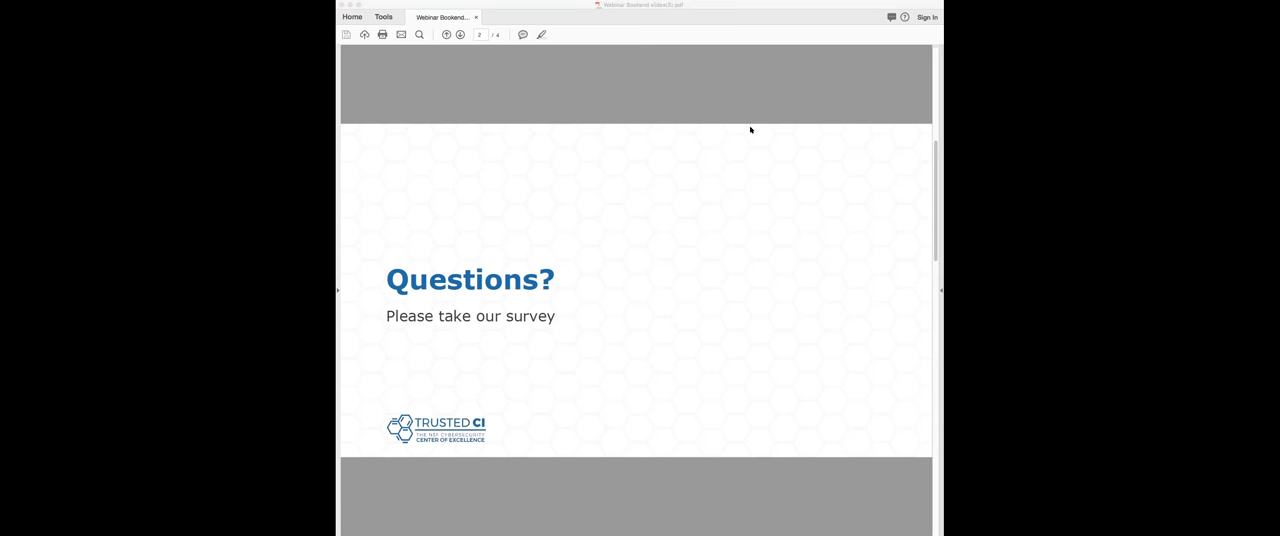 Webinar Bookend slides(3).pdf
Home
Tools
Webinar Bookend...
×
Sign In
2
/ 4
Questions?
Please take our survey
TRUSTED CI
THE NSF CYBERSECURITY
CENTER OF EXCELLENCE